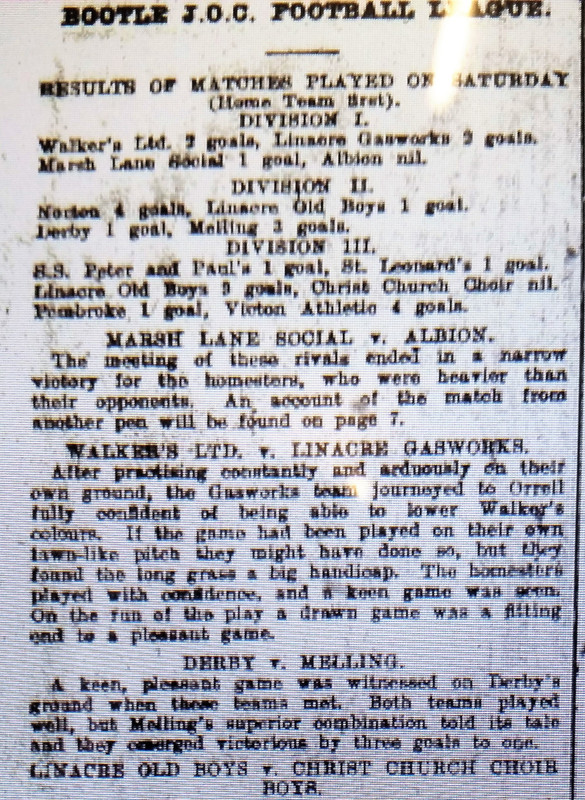 BOOTLE J.O.C. FOOTBALL LEAGUE.
RESULTS OF MATCHES PLAYED ON SATURDAY
(Home Team first).
DIVISION I.
Walker's Ltd. goals, Linacre Gasworks goals.
Marsh Lane Social 1 goal, Albion nil.
DIVISION II.
Norton 4 goals, Linacre Old Boys 1 goal.
Derby 1 goal, Melling 3 goals.
DIVISION III.
S.S. Peter and Paul's 1 goal, St. Leonard's 1 goal.
Linacre Old Boys goals, Christ Church Choir nil.
Pembroke 1 goal, Athletic 4 goals.
MARSH LANE SOCIAL v. ALBION.
The meeting of these rivals ended in a narrow
victory for the homesters, who were heavier than
their opponents. An account of the match from
another pen will be found on page 7.
WALKER'S LTD. v. LINACRE GASWORKS.
After practising constantly and arduously on their
own ground, the Gasworks team journeyed to Orrell
fully confident of being able to lower Walker's
colours. If the game had been played on their own
lawn-like pitch they might have done so, but they
found the long grass a big handicap. The homesters
played with confidence, and a keen game was seen.
On the run of the play a drawn game was a fitting
end to a pleasant game.
DERBY v. MELLING.
A keen, pleasant game was witnessed on Derby's
ground when these teams met. Both teams played
well, but Melling's superior combination told its tale
and they emerged victorious by three goals to one.
LINACRE OLD BOYS v. CHRIST CHURCH CHOIR
BOYS.